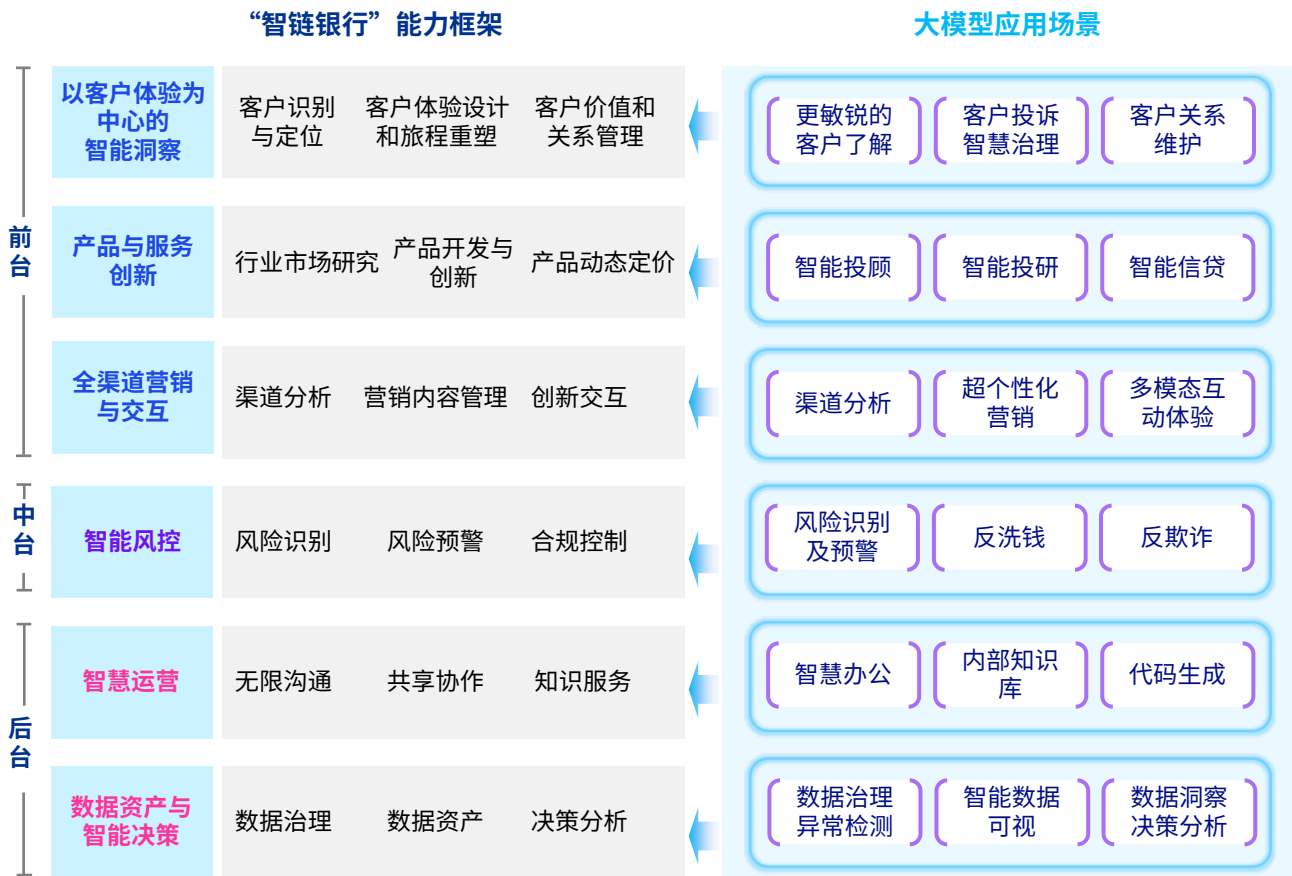 “智链银行”能力框架
大模型应用场景
前
台
以客户体验为
中心的
智能洞察
客户识别
与定位
客户体验设计
和旅程重塑
客户价值和
关系管理
更敏锐的
客户了解
客户投诉
智慧治理
客户关系
维护
产品与服务
创新
行业市场研究
产品开发与
创新
产品动态定价
智能投顾
智能投研
智能信贷
全渠道营销
与交互
渠道分析
营销内容管理
创新交互
渠道分析
超个性化
营销
多模态互
动体验
中
台
智能风控
风险识别
风险预警
合规控制
风险识别
及预警
反洗钱
反欺诈
后
台
智慧运营
无限沟通
共享协作
知识服务
智慧办公
内部知识
库
代码生成
数据资产与
智能决策
数据治理
数据资产
决策分析
数据治理
异常检测
智能数据
可视
数据洞察
决策分析